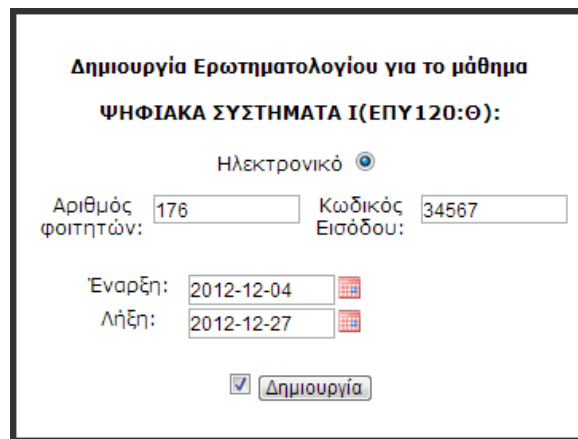 Δημιουργία Ερωτηματολογίου για το μάθημα
ΨΗΦΙΑΚΑ ΣΥΣΤΗΜΑΤΑ Ι(ΕΠΥ120:Θ):
Ηλεκτρονικό
Αριθμός φοιτητών: 176 Κωδικός Εισόδου: 34567
Έναρξη: 2012-12-04
Λήξη: 2012-12-27
Δημιουργία